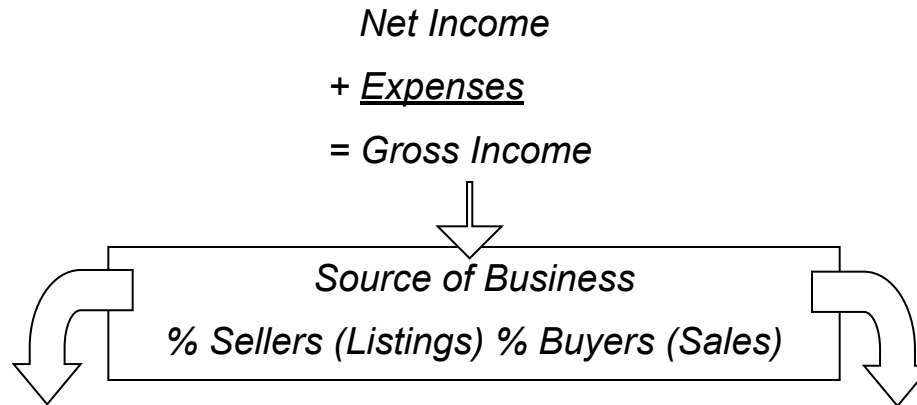 Net Income
+ Expenses
= Gross Income
Source of Business
% Sellers (Listings) % Buyers (Sales)